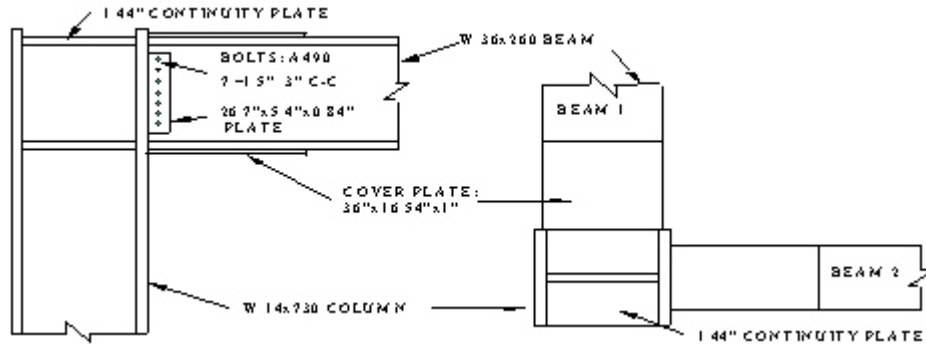 1.44" CONTINUITY PLATE
BOLTS: A490
7-1.5" 3" C-C
26.7"x5.4"x0.84"
PLATE
W 36x260 BEAM
BEAM 1
COVER PLATE:
36"x16.54"x1"
BEAM 2
W 14x730 COLUMN
1.44" CONTINUITY PLATE